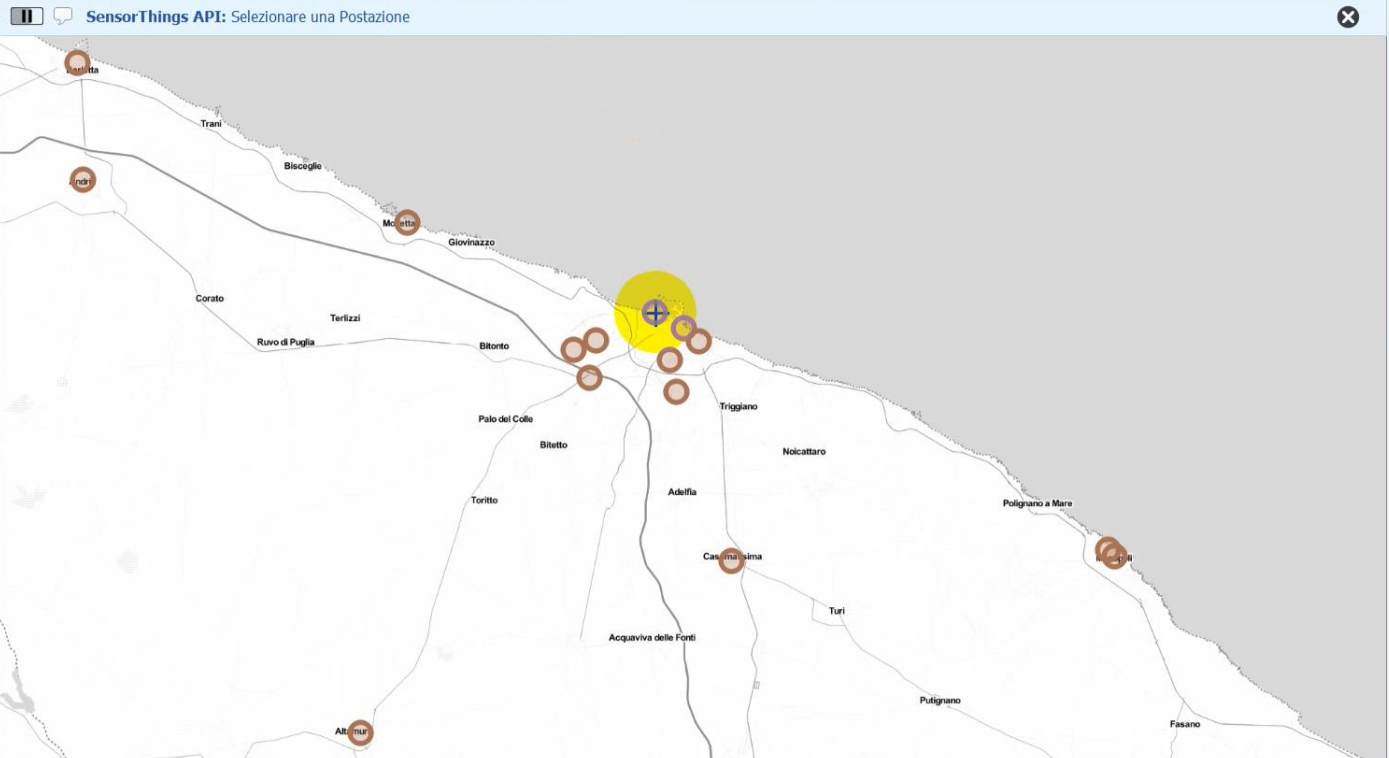 SensorThings API: Selezionare una Postazione
Trani
Bisceglie
Giovinazzo
Corato
Terlizzi
Ruvo di Puglia
Bitonto
Palo del Colle
Triggiano
Bitetto
Noicattaro
Adelfia
Toritto
Polignano a Mare
Casamassima
Turi
Acquaviva delle Fonti
Putignano
Fasano